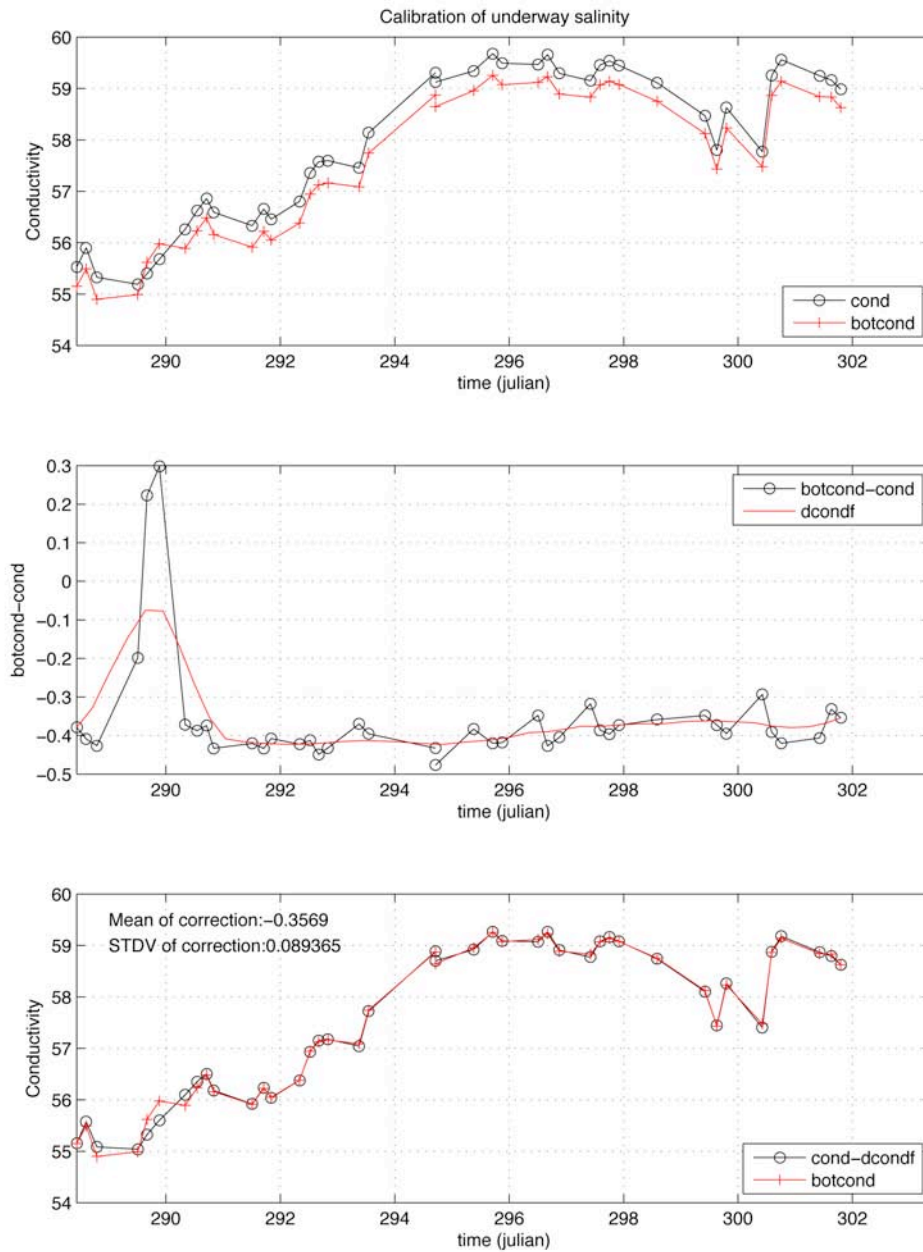 Calibration of underway salinity
60
59
58
57
56
55
54
Conductivity
290 292 294 296 298 300 302
time (julian)
cond
botcond
0.3
0.2
0.1
0
−0.1
−0.2
−0.3
−0.4
−0.5
botcond−cond
290 292 294 296 298 300 302
time (julian)
botcond−cond
dcondf
60
59
58
57
56
55
54
Conductivity
Mean of correction:−0.3569
STDV of correction:0.089365
290 292 294 296 298 300 302
time (julian)
cond−dcondf
botcond